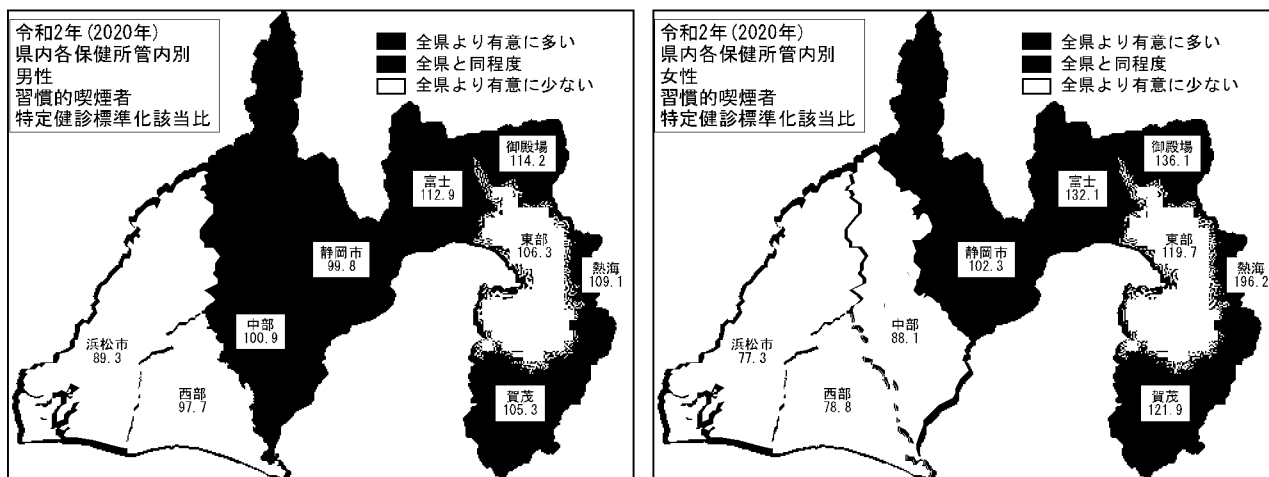 令和2年(2020年)
県内各保健所管内別
男性
習慣的喫煙者
特定健診標準化該当比
全県より有意に多い
全県と同程度
全県より有意に少ない
御殿場
114.2
富士
112.9
東部
106.3
静岡市
99.8
熱海
109.1
中部
100.9
浜松市
89.3
西部
97.7
賀茂
105.3
令和2年(2020年)
県内各保健所管内別
女性
習慣的喫煙者
特定健診標準化該当比
全県より有意に多い
全県と同程度
全県より有意に少ない
御殿場
136.1
富士
132.1
東部
119.7
静岡市
102.3
熱海
196.2
中部
88.1
浜松市
77.3
西部
78.8
賀茂
121.9